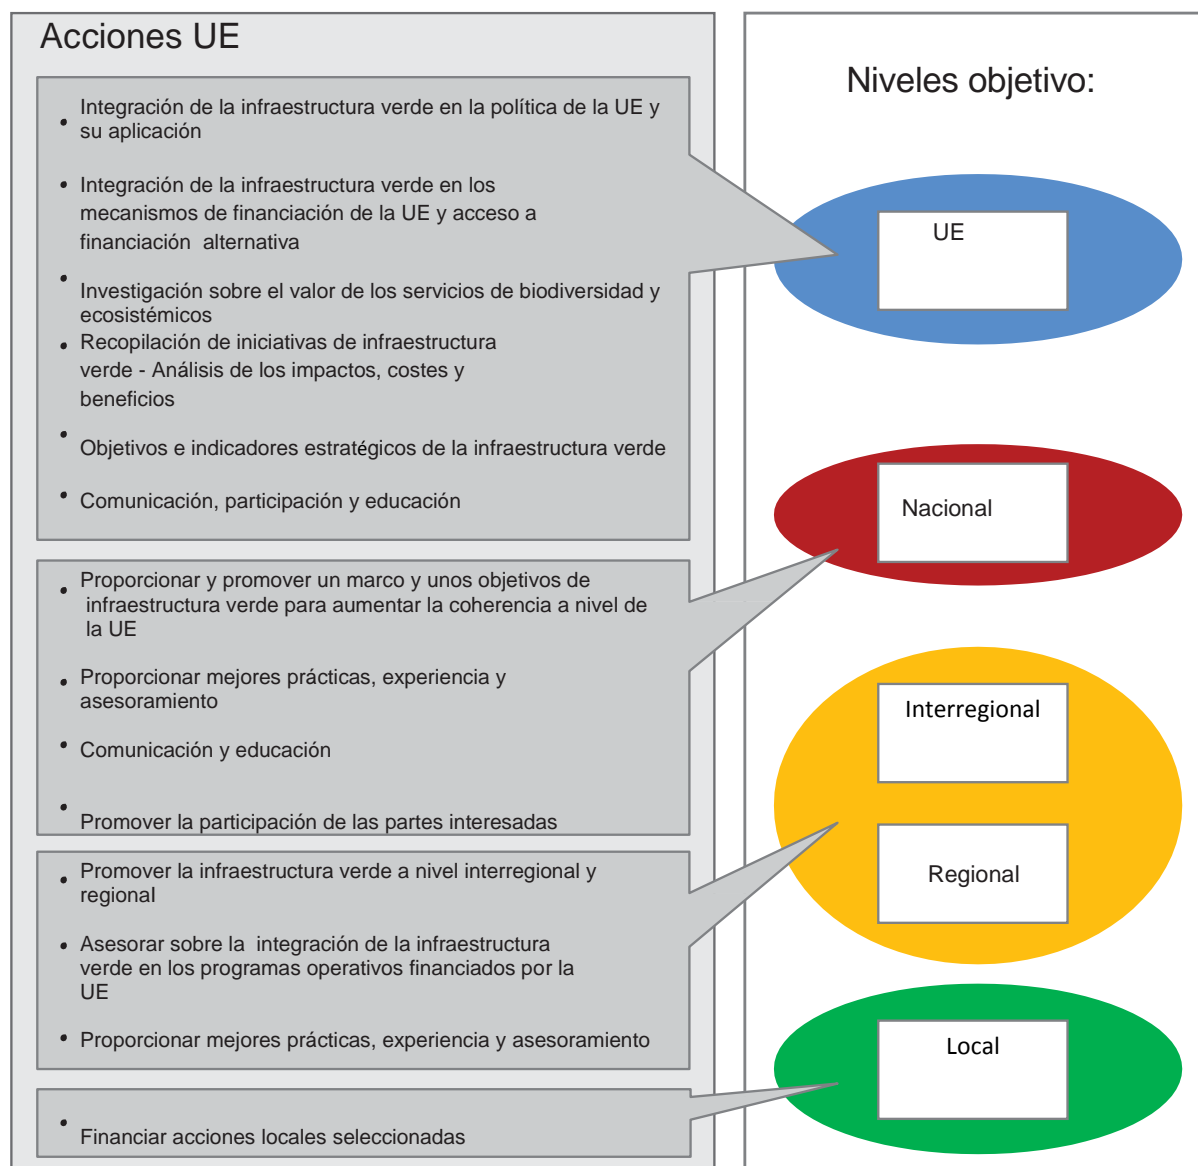 Acciones UE
• Integración de la infraestructura verde en la política de la UE y
su aplicación
• Integración de la infraestructura verde en los
mecanismos de financiación de la UE y acceso a
financiación alternativa
• Investigación sobre el valor de los servicios de biodiversidad y
ecosistémicos
• Recopilación de iniciativas de infraestructura
verde - Análisis de los impactos, costes y
beneficios
• Objetivos e indicadores estratégicos de la infraestructura verde
• Comunicación, participación y educación
• Proporcionar y promover un marco y unos objetivos de
infraestructura verde para aumentar la coherencia a nivel de
la UE
• Proporcionar mejores prácticas, experiencia y
asesoramiento
• Comunicación y educación
• Promover la participación de las partes interesadas
• Promover la infraestructura verde a nivel interregional y
regional
• Asesorar sobre la integración de la infraestructura
verde en los programas operativos financiados por la
UE
• Proporcionar mejores prácticas, experiencia y asesoramiento
• Financiar acciones locales seleccionadas
Niveles objetivo:
UE
Nacional
Interregional
Regional
Local